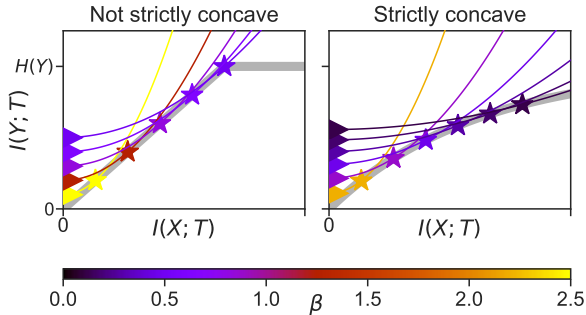 Not strictly concave
Strictly concave
H(Y)
I(Y; T)
0
0
I(X; T)
0
I(X; T)
0.0 0.5 1.0 1.5 2.0 2.5
β